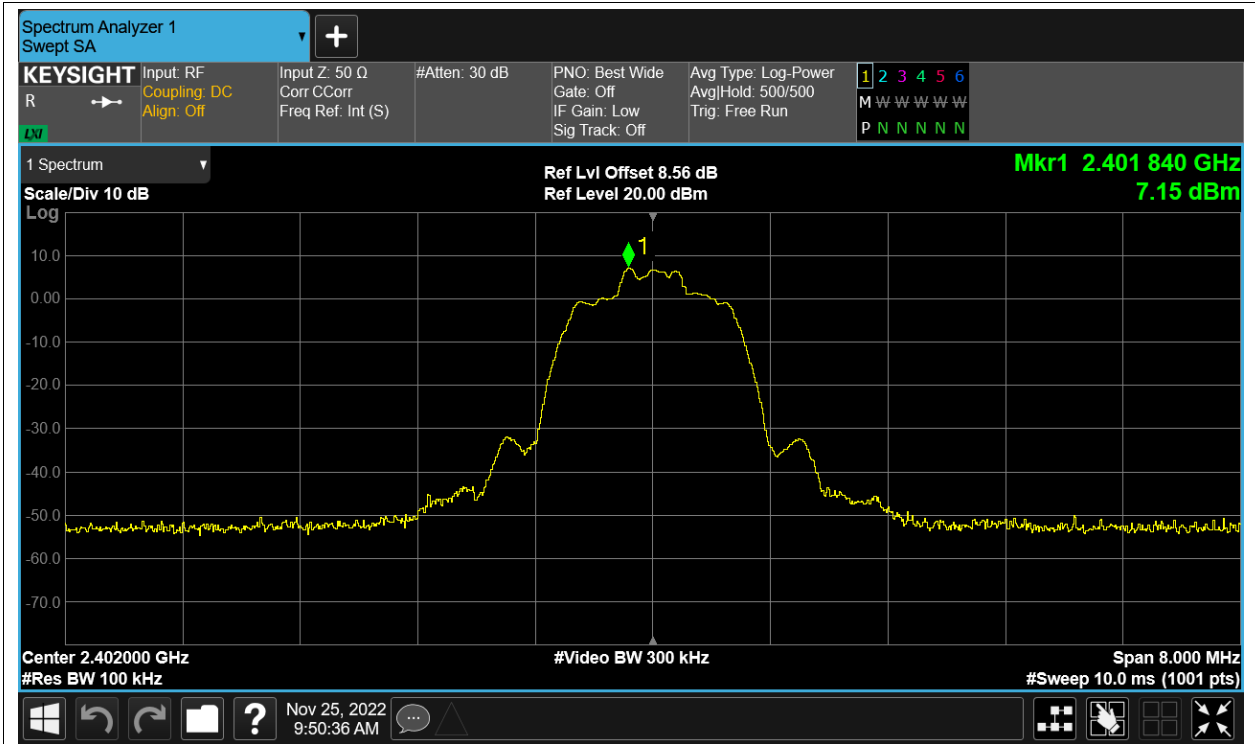 Spectrum Analyzer 1
Swept SA
KEYSIGHT
R
LXI
Input: RF
Coupling: DC
Align: Off
Input Z: 50 Ω
Corr CCorr
Freq Ref: Int (S)
#Atten: 30 dB
PNO: Best Wide
Gate: Off
IF Gain: Low
Sig Track: Off
Avg Type: Log-Power
Avg|Hold: 500/500
Trig: Free Run
1 2 3 4 5 6
M W W W W W
P N N N N N
1 Spectrum
Scale/Div 10 dB
Log
Ref Lvl Offset 8.56 dB
Ref Level 20.00 dBm
Mkr1 2.401 840 GHz
7.15 dBm
1
10.0
0.00
-10.0
-20.0
-30.0
-40.0
-50.0
-60.0
-70.0
Center 2.402000 GHz
#Video BW 300 kHz
Span 8.000 MHz
#Res BW 100 kHz
#Sweep 10.0 ms (1001 pts)
?
Nov 25, 2022
9:50:36 AM